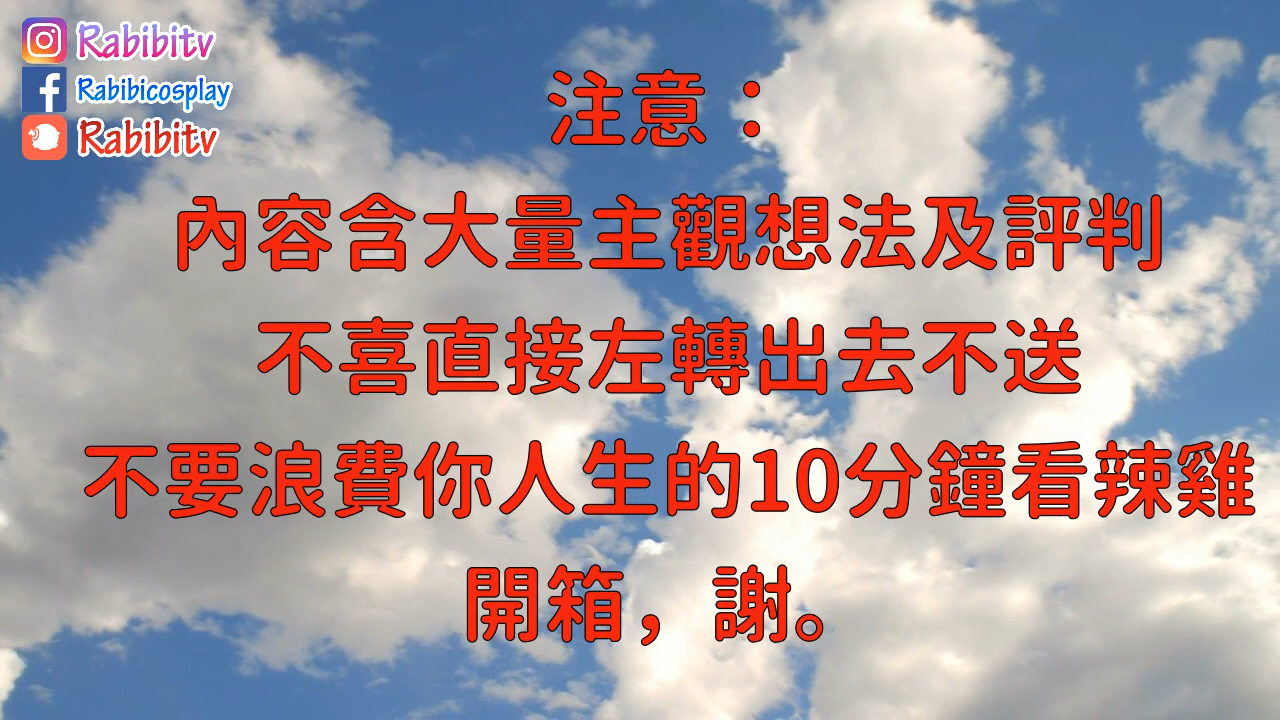 Rabibitv
Rabibicosplay
Rabibitv
注意：
內容含大量主觀想法及評判
不喜直接左轉出去不送
不要浪費你人生的10分鐘看辣雞
開箱，謝。